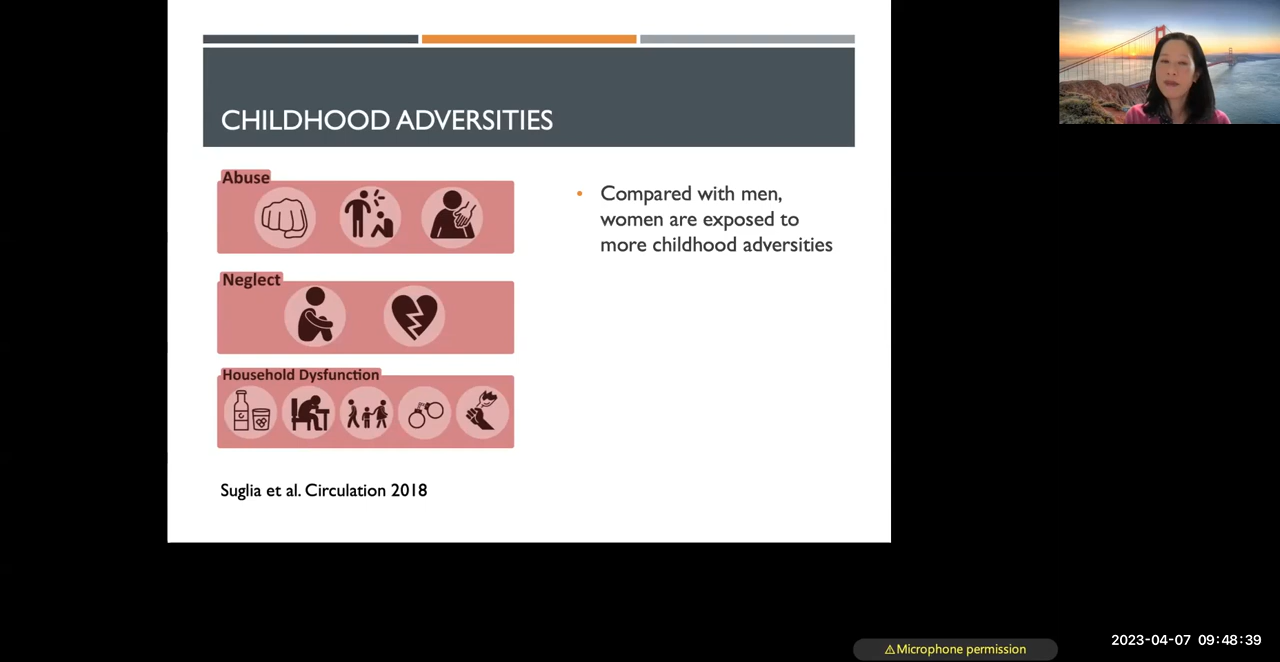 CHILDHOOD ADVERSITIES
Abuse
Neglect
Household Dysfunction
Suglia et al. Circulation 2018
• Compared with men,
women are exposed to
more childhood adversities
⚠Microphone permission
2023-04-07 09:48:39